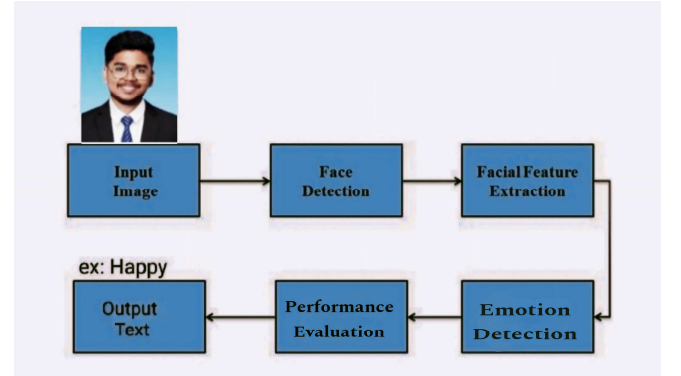 Input
Image
Face
Detection
Facial Feature
Extraction
ex: Happy
Output
Text
Performance
Evaluation
Emotion
Detection